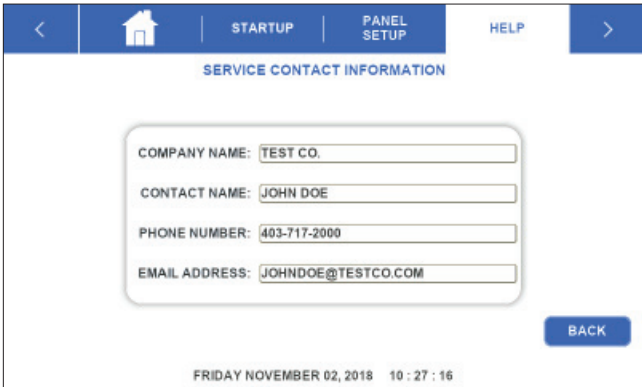 < STARTUP PANEL SETUP HELP >
SERVICE CONTACT INFORMATION
COMPANY NAME: TEST CO.
CONTACT NAME: JOHN DOE
PHONE NUMBER: 403-717-2000
EMAIL ADDRESS: JOHNDOE@TESTCO.COM
BACK
FRIDAY NOVEMBER 02, 2018 10 : 27 : 16